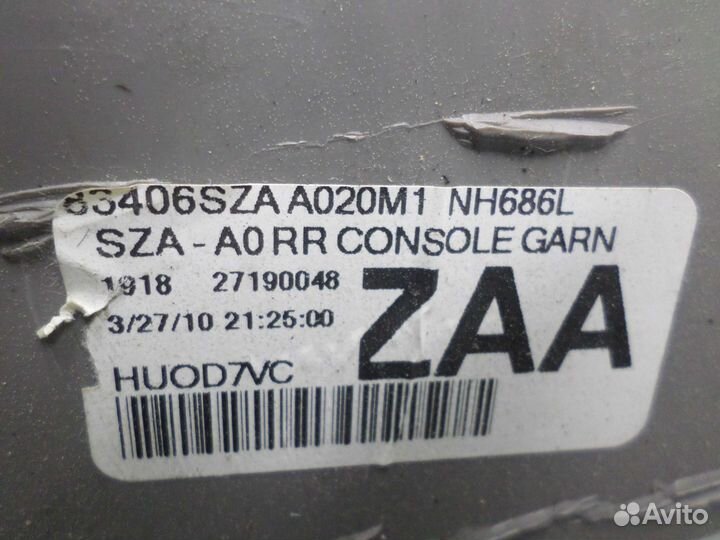 83406SZA A020M1 NH686L
SZA - A0 RR CONSOLE GARN
1918 27190048
3/27/10 21:25:00
ZAA
HUOD7VC
Avito